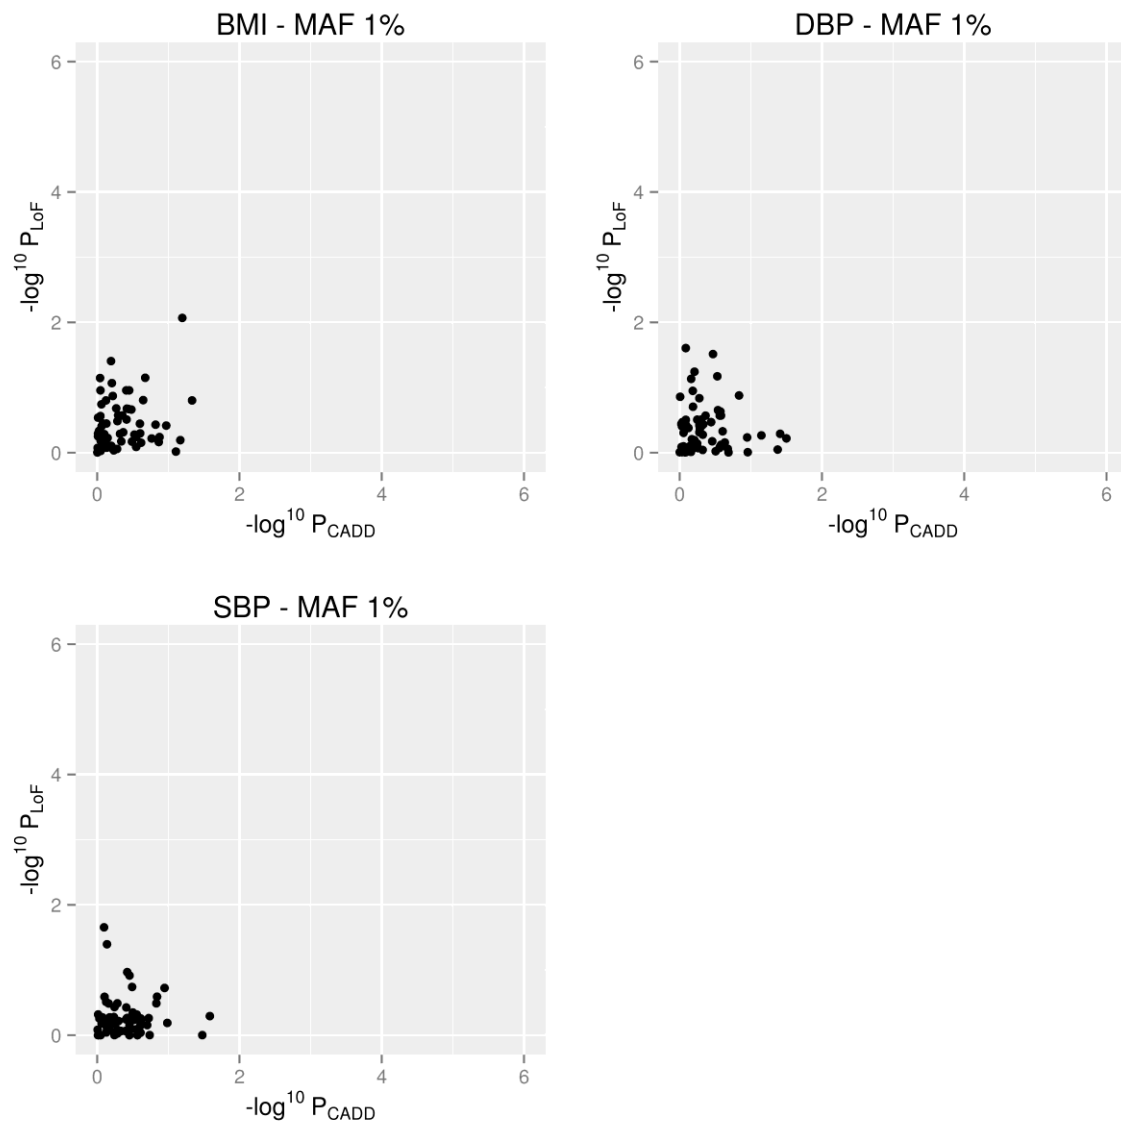 BMI - MAF 1%
6
4
2
0
-log10 PLoF
0 2 4 6
-log10 PCADD
DBP - MAF 1%
6
4
2
0
-log10 PLoF
0 2 4 6
-log10 PCADD
SBP - MAF 1%
6
4
2
0
-log10 PLoF
0 2 4 6
-log10 PCADD